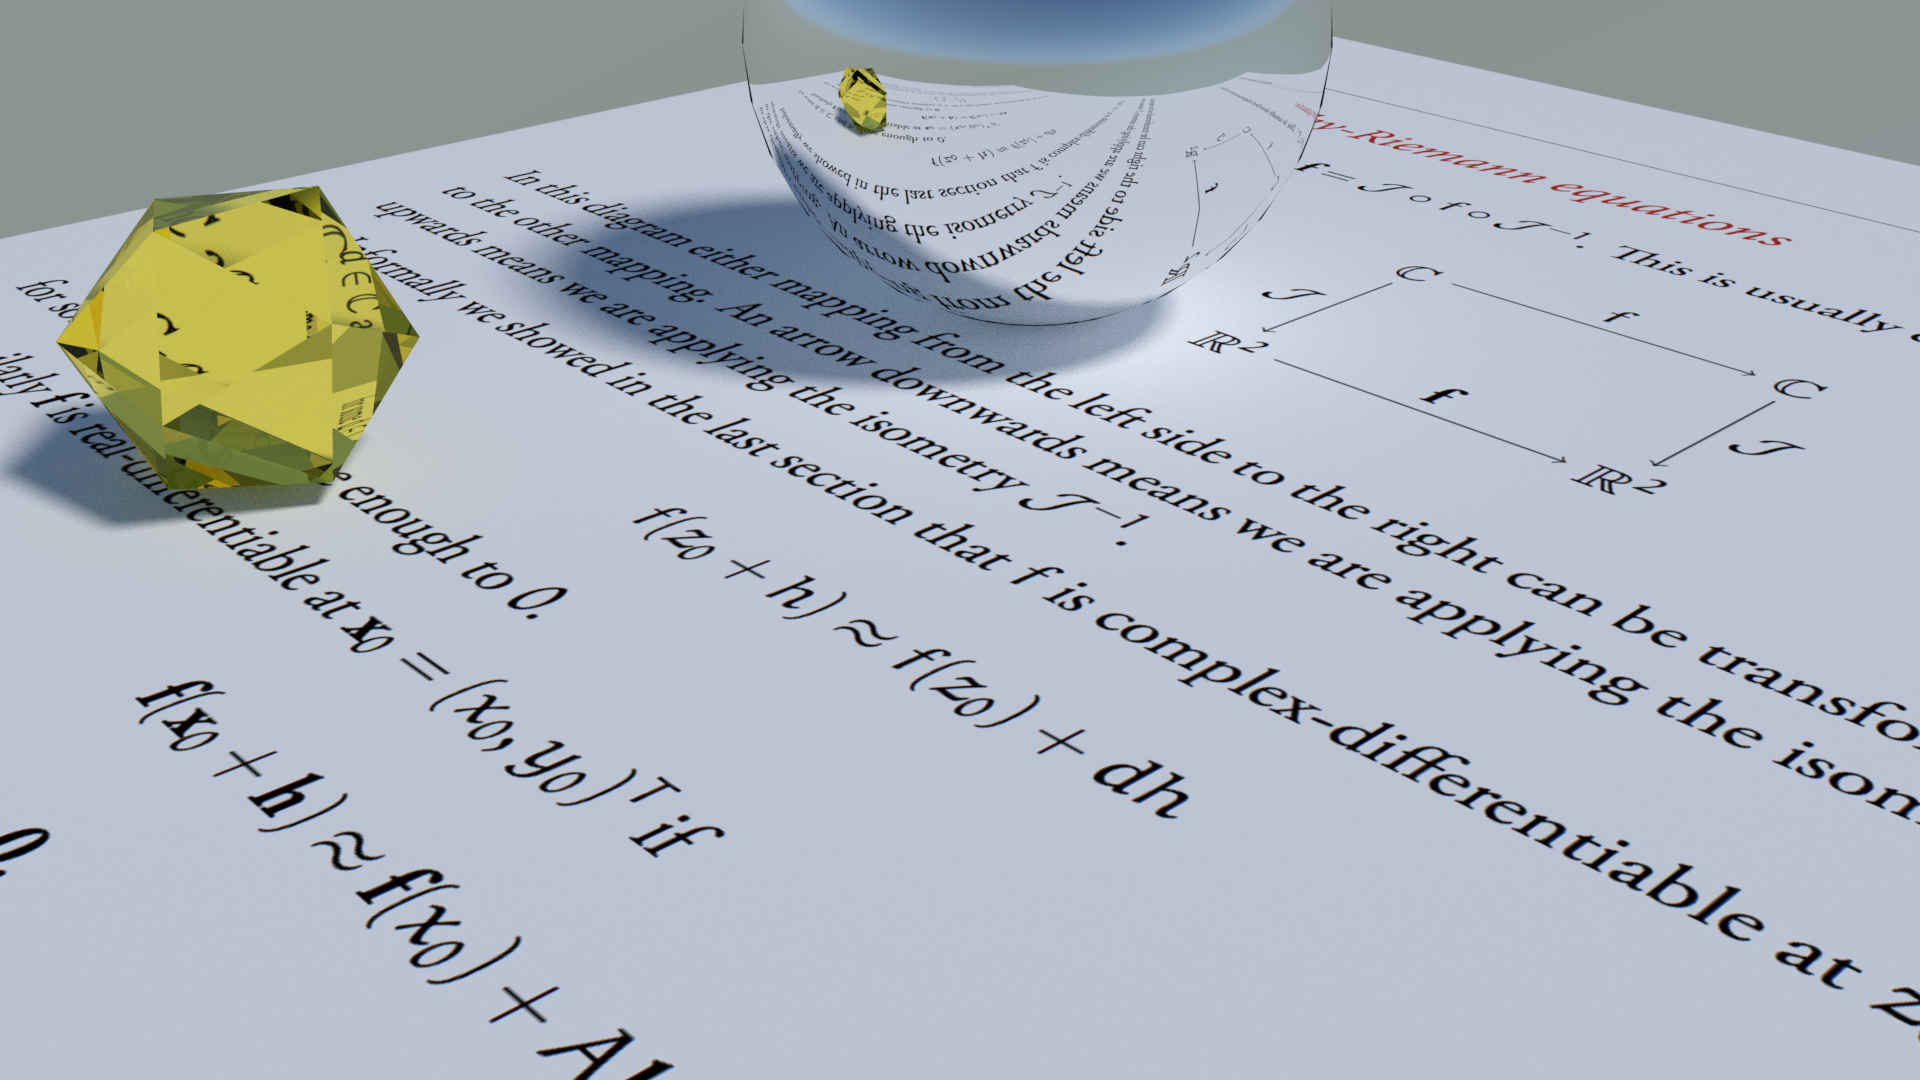 y-Riemann equations
f = 𝒥 ∘ f ∘ 𝒥⁻¹. This is usually
ℂ f ℂ
𝒥 𝒥
ℝ² f ℝ²
In this diagram either mapping from the left side to the right can be transfo
to the other mapping. An arrow downwards means we are applying the isom
upwards means we are applying the isometry 𝒥⁻¹.
Informally we showed in the last section that f is complex-differentiable at z
f(z₀ + h) ≈ f(z₀) + dh
for d ∈ ℂ enough to 0.
ilarly f is real-differentiable at x₀ = (x₀, y₀)ᵀ if
f(x₀ + h) ≈ f(x₀) + A
0.